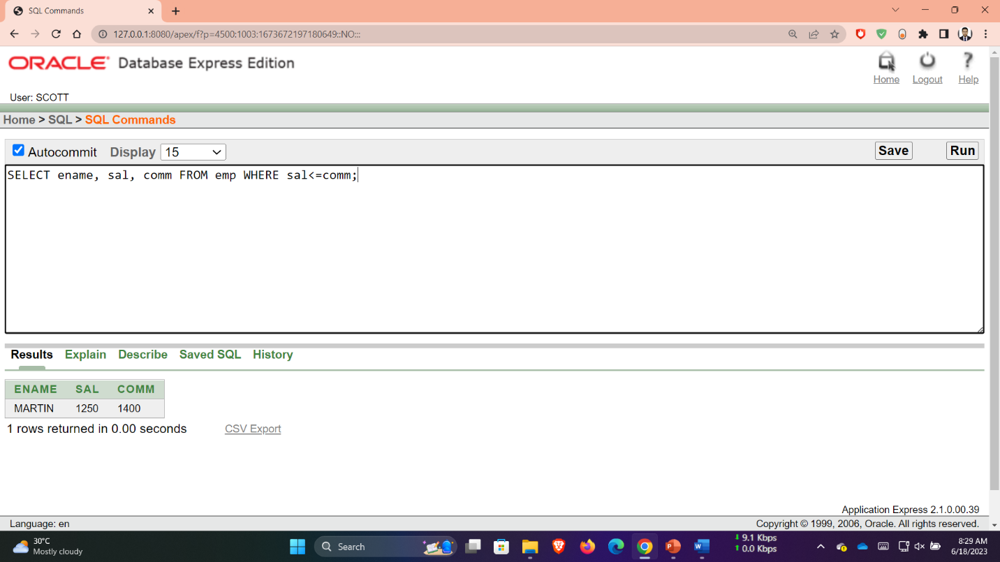 SQL Commands
127.0.0.1:8080/apex/f?p=4500:1003:1673672197180649::NO:::
ORACLE Database Express Edition
Home Logout Help
User: SCOTT
Home > SQL > SQL Commands
Autocommit Display 15 Save Run
SELECT ename, sal, comm FROM emp WHERE sal<=comm;
Results Explain Describe Saved SQL History
ENAME SAL COMM
MARTIN 1250 1400
1 rows returned in 0.00 seconds CSV Export
Application Express 2.1.0.00.39
Language: en Copyright © 1999, 2006, Oracle. All rights reserved.
30°C
Mostly cloudy
Search
9.1 Kbps
0.0 Kbps
8:29 AM
6/18/2023